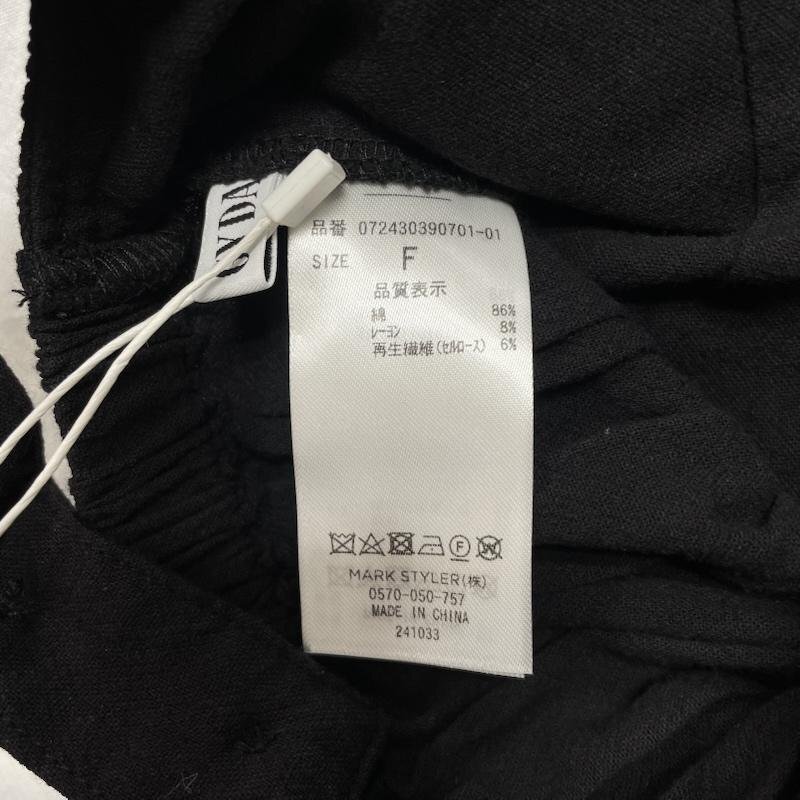 GYDA
品番 072430390701-01
SIZE F
品質表示
綿 86%
レーヨン 8%
再生繊維(セルロース) 6%
MARK STYLER(株)
0570-050-757
MADE IN CHINA
241033